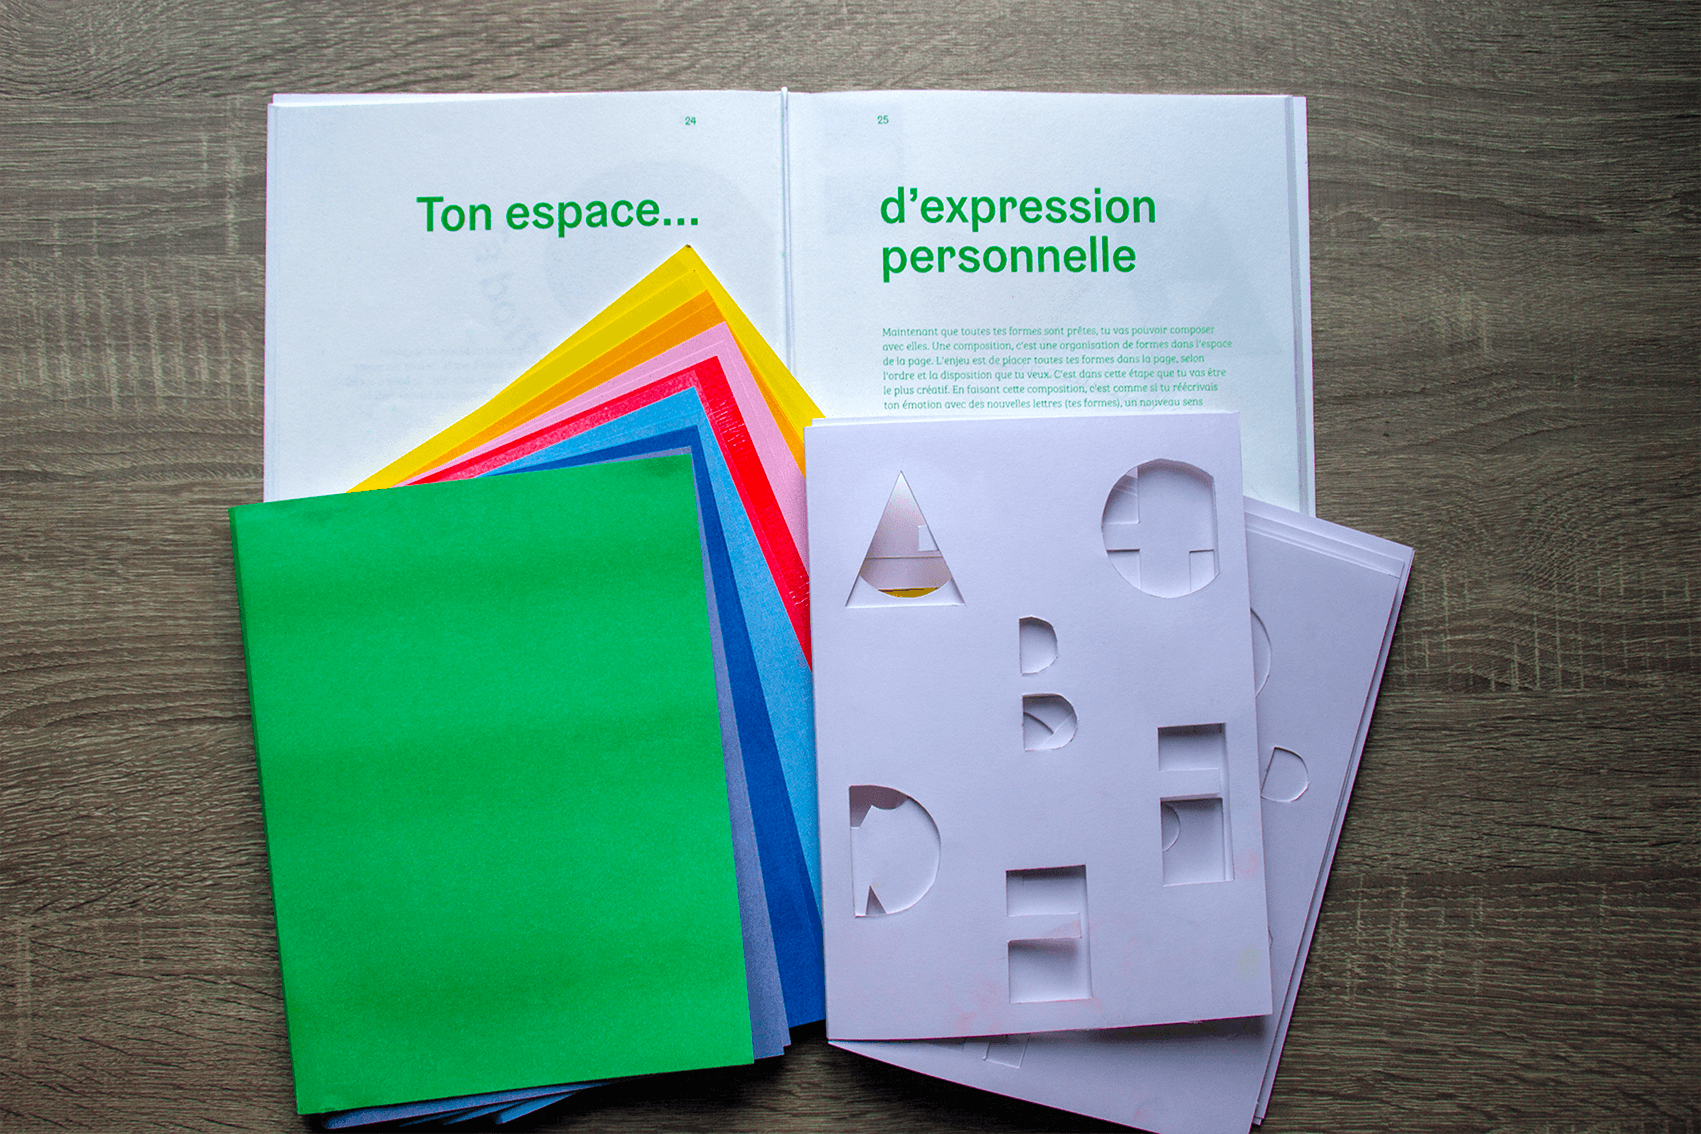 24
Ton espace...
25
d'expression
personnelle
Maintenant que toutes tes formes sont prêtes, tu vas pouvoir composer
avec elles. Une composition, c'est une organisation de formes dans l'espace
de la page. L'enjeu est de placer toutes tes formes dans la page, selon
l'ordre et la disposition que tu veux. C'est dans cette étape que tu vas être
le plus créatif. En faisant cette composition, c'est comme si tu réécrivais
ton émotion avec des nouvelles lettres (tes formes), un nouveau sens